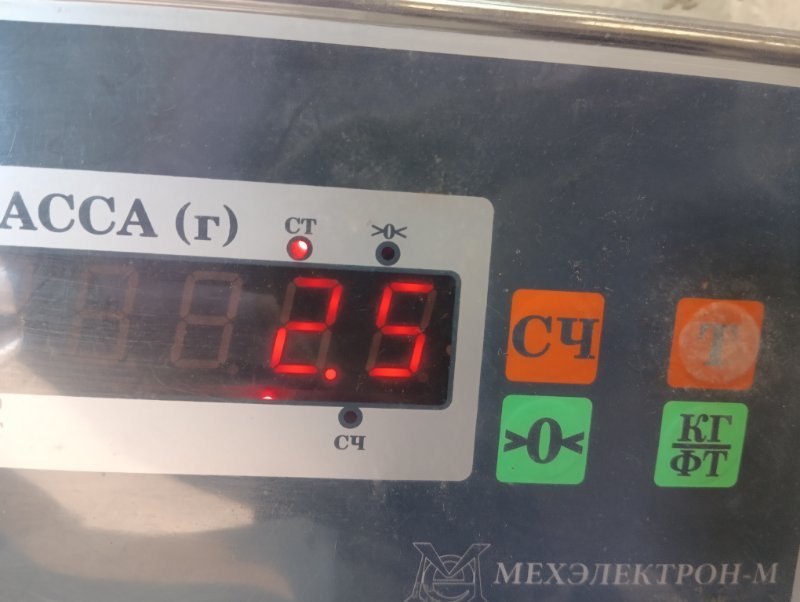 АССА (г)
СТ
>0<
2.5
СЧ
СЧ
Т
>0<
КГ
ФТ
МЕХЭЛЕКТРОН-М